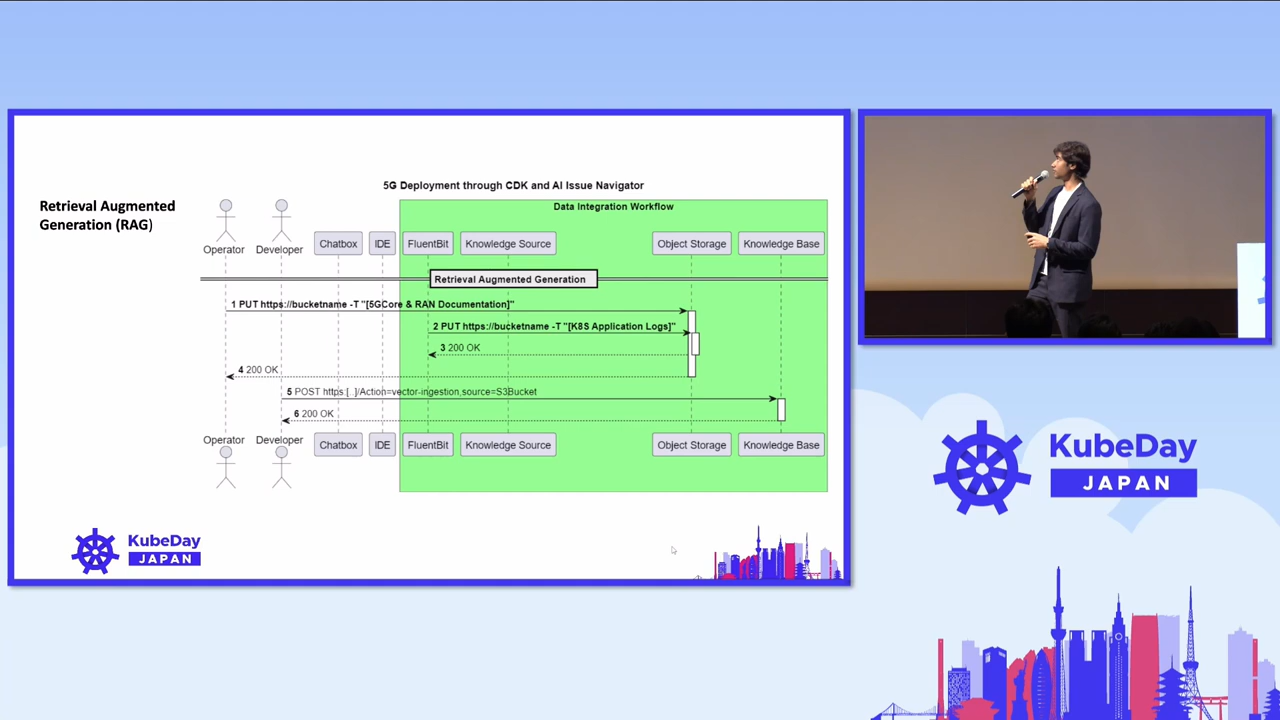 Retrieval Augmented
Generation (RAG)
5G Deployment through CDK and AI Issue Navigator
Data Integration Workflow
Operator
Developer
Chatbox
IDE
FluentBit
Knowledge Source
Object Storage
Knowledge Base
Retrieval Augmented Generation
1 PUT https://bucketname -T "[5GCore & RAN Documentation]"
2 PUT https://bucketname -T "[K8S Application Logs]"
3 200 OK
4 200 OK
5 POST https:[..]/Action=vector-ingestion,source=S3Bucket
6 200 OK
Operator
Developer
Chatbox
IDE
FluentBit
Knowledge Source
Object Storage
Knowledge Base
KubeDay
JAPAN
KubeDay
JAPAN